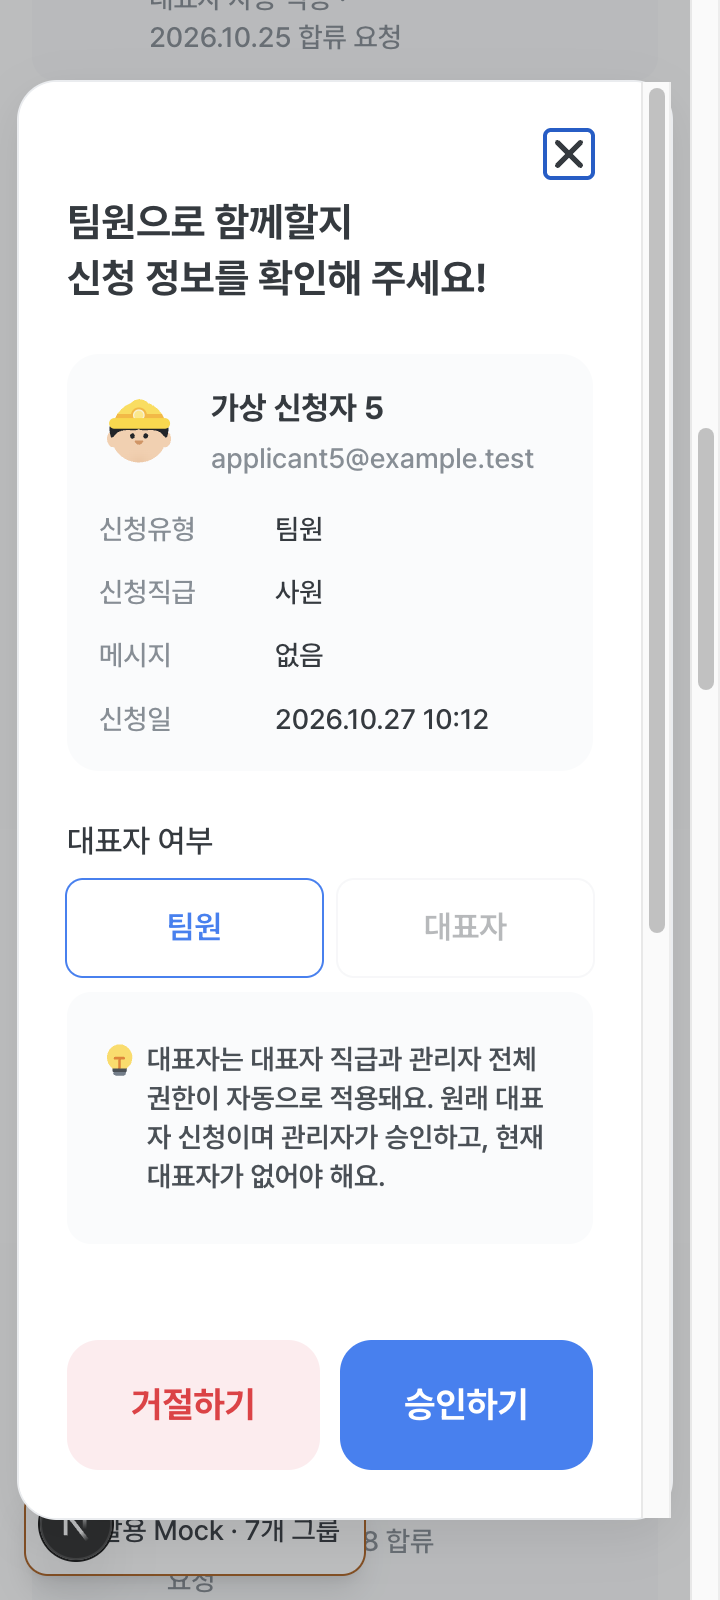 2026.10.25 합류 요청
팀원으로 함께할지
신청 정보를 확인해 주세요!
가상 신청자 5
applicant5@example.test
신청유형 팀원
신청직급 사원
메시지 없음
신청일 2026.10.27 10:12
대표자 여부
팀원 대표자
대표자는 대표자 직급과 관리자 전체
권한이 자동으로 적용돼요. 원래 대표
자 신청이며 관리자가 승인하고, 현재
대표자가 없어야 해요.
거절하기 승인하기
Mock · 7개 그룹
8 합류
요청